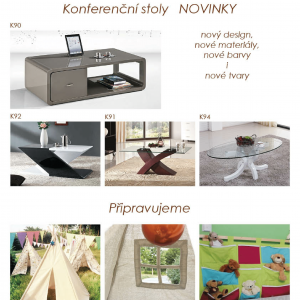 Konferenční stoly NOVINKY
K90
nový design,
nové materiály,
nové barvy
I
nové tvary
K92
K91
K94
Připravujeme